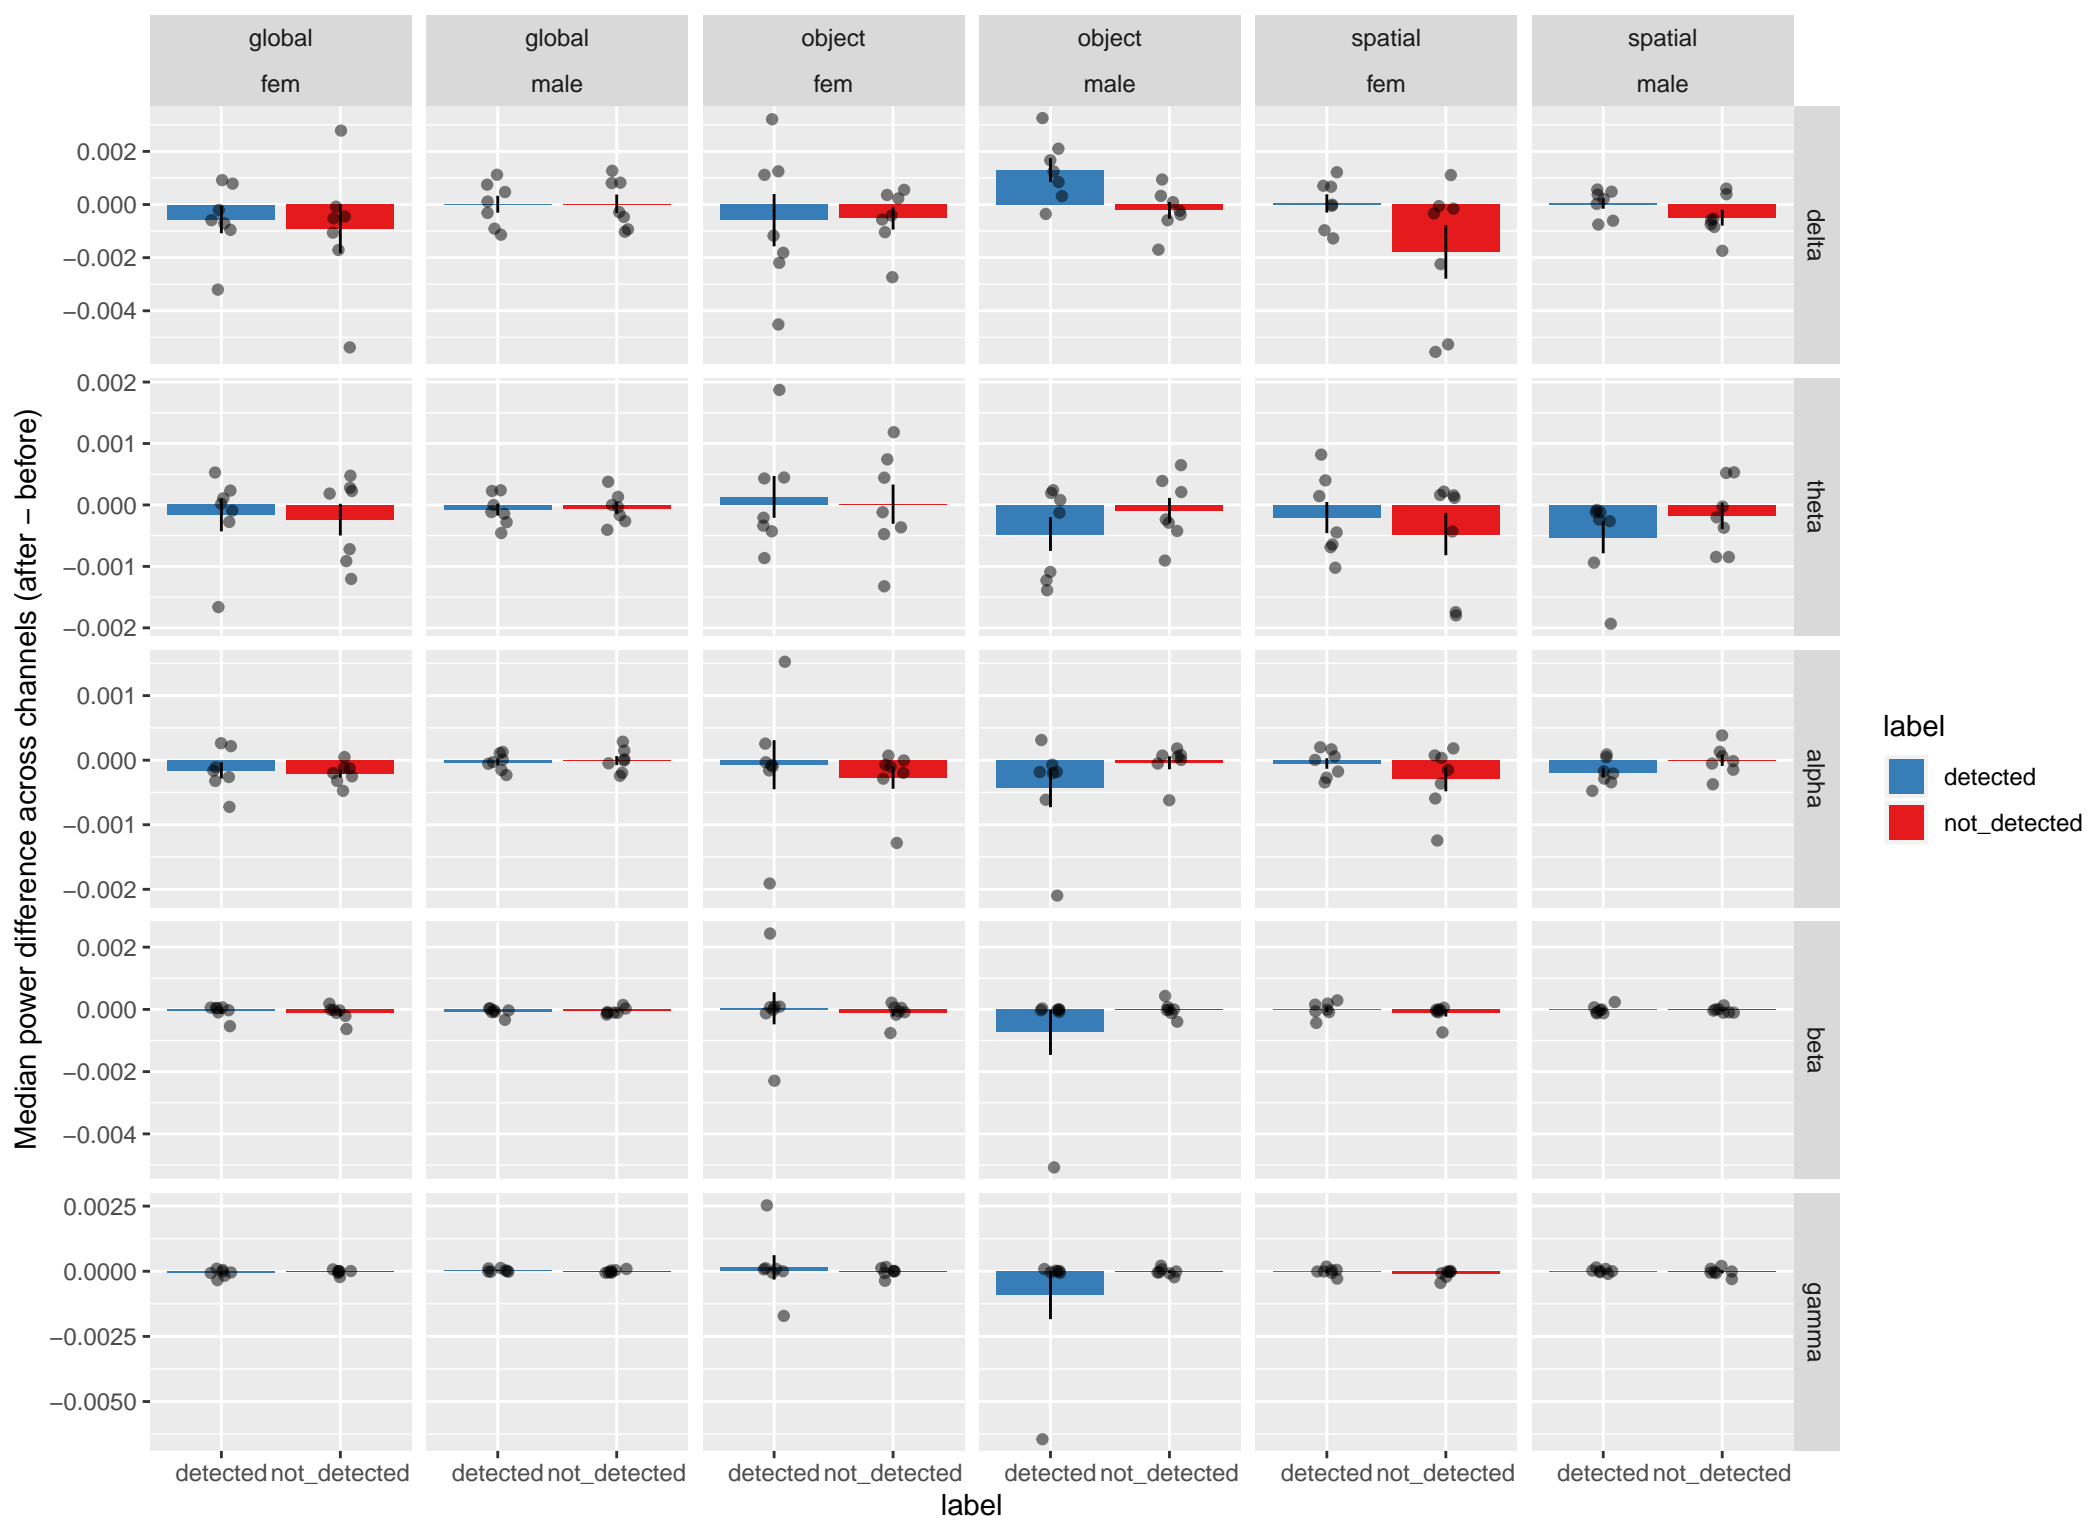 global global object object spatial spatial
fem male fem male fem male
0.002
0.000
−0.002
−0.004
delta
0.002
0.001
0.000
−0.001
−0.002
theta
0.001
0.000
−0.001
−0.002
alpha
0.002
0.000
−0.002
−0.004
beta
0.0025
0.0000
−0.0025
−0.0050
gamma
Median power difference across channels (after − before)
detected not_detected detected not_detected detected not_detected detected not_detected detected not_detected detected not_detected
label
label
detected
not_detected